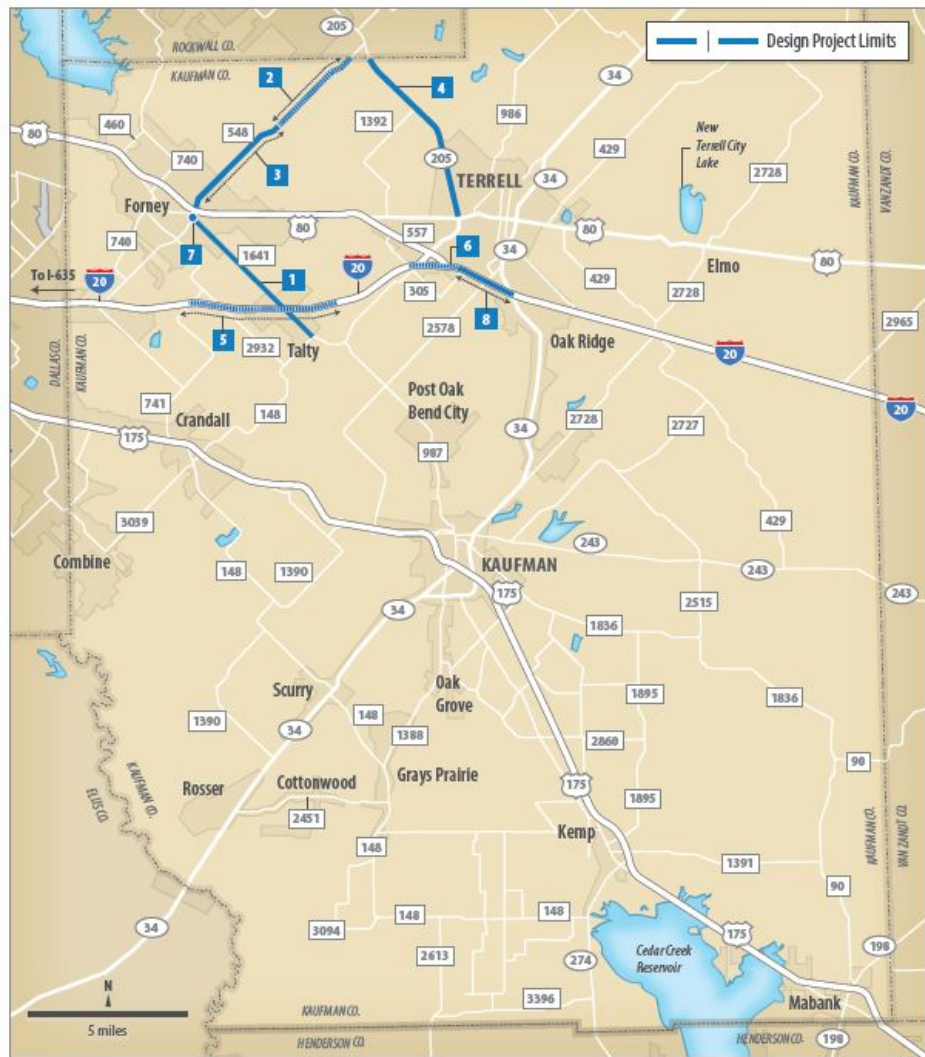 205
ROCKWALL CO.
KAUFMAN CO.
Design Project Limits
2
4
34
80
460
548
1392
986
740
3
205
429
New
Terrell City
Lake
2728
KAUFMAN CO.
VAN ZANDT CO.
TERRELL
34
Forney
80
557
34
80
740
7
1641
6
Elmo
80
To I-635
20
1
20
305
429
2728
8
2965
5
2578
Oak Ridge
2932
Talty
20
DALLAS CO.
KAUFMAN CO.
20
741
Crandall
148
Post Oak
Bend City
34
2728
2727
175
987
3039
429
Combine
148
1390
243
243
243
KAUFMAN
175
2515
34
1836
Scurry
Oak
Grove
1895
1836
1390
148
34
1388
2860
90
KAUFMAN CO.
ELLIS CO.
Rosser
Cottonwood
Grays Prairie
175
1895
KAUFMAN CO.
VAN ZANDT CO.
2451
Kemp
148
1391
90
34
3094
148
148
175
198
2613
274
Cedar Creek
Reservoir
N
5 miles
3396
Mabank
KAUFMAN CO.
HENDERSON CO.
HENDERSON CO.
198